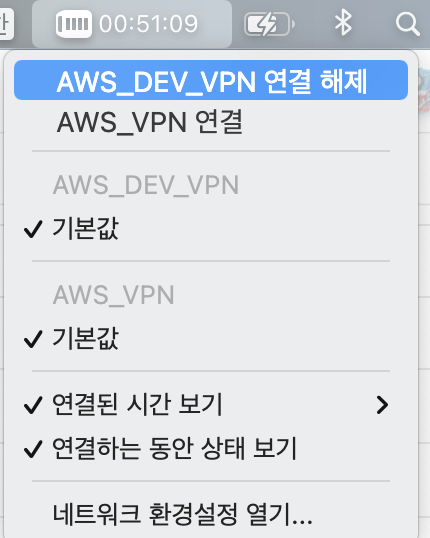 한 00:51:09
AWS_DEV_VPN 연결 해제
AWS_VPN 연결
AWS_DEV_VPN
기본값
AWS_VPN
기본값
연결된 시간 보기
연결하는 동안 상태 보기
네트워크 환경설정 열기...